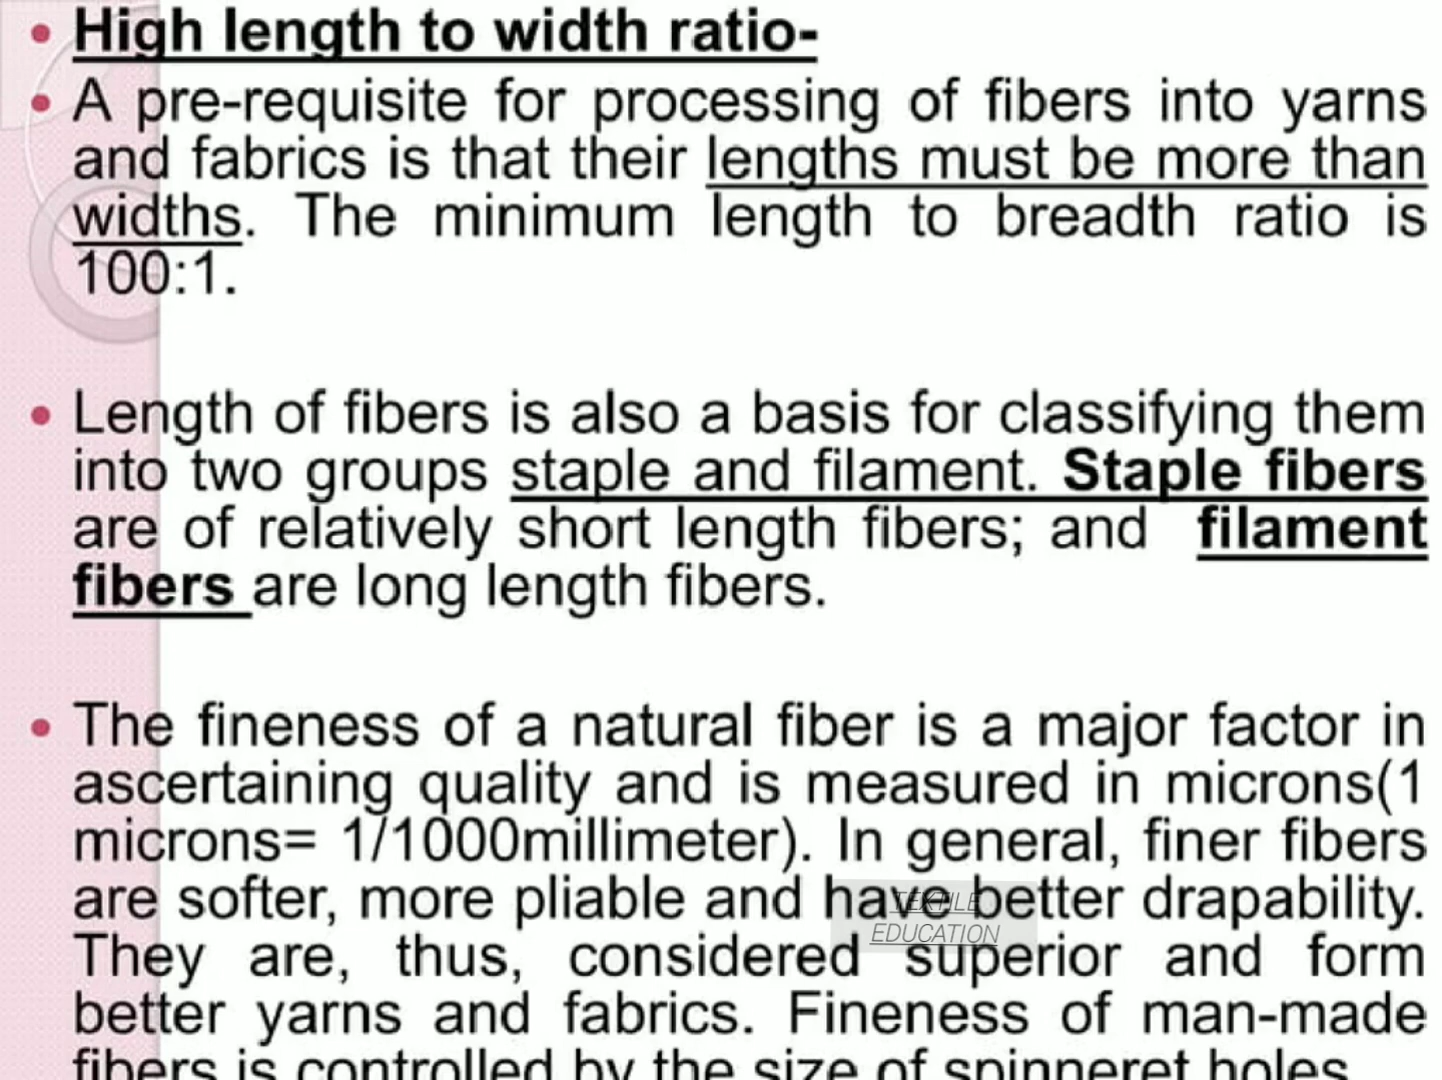 High length to width ratio-
A pre-requisite for processing of fibers into yarns
and fabrics is that their lengths must be more than
widths. The minimum length to breadth ratio is
100:1.
Length of fibers is also a basis for classifying them
into two groups staple and filament. Staple fibers
are of relatively short length fibers; and filament
fibers are long length fibers.
The fineness of a natural fiber is a major factor in
ascertaining quality and is measured in microns(1
microns= 1/1000millimeter). In general, finer fibers
are softer, more pliable and have better drapability.
They are, thus, considered superior and form
better yarns and fabrics. Fineness of man-made
fibers is controlled by the size of spinneret holes
TEXTILE
EDUCATION